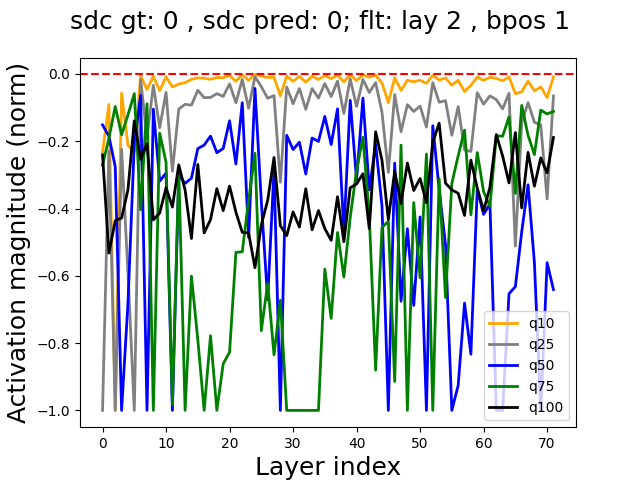 sdc gt: 0 , sdc pred: 0; flt: lay 2 , bpos 1
Activation magnitude (norm)
0.0
−0.2
−0.4
−0.6
−0.8
−1.0
q10
q25
q50
q75
q100
0 10 20 30 40 50 60 70
Layer index